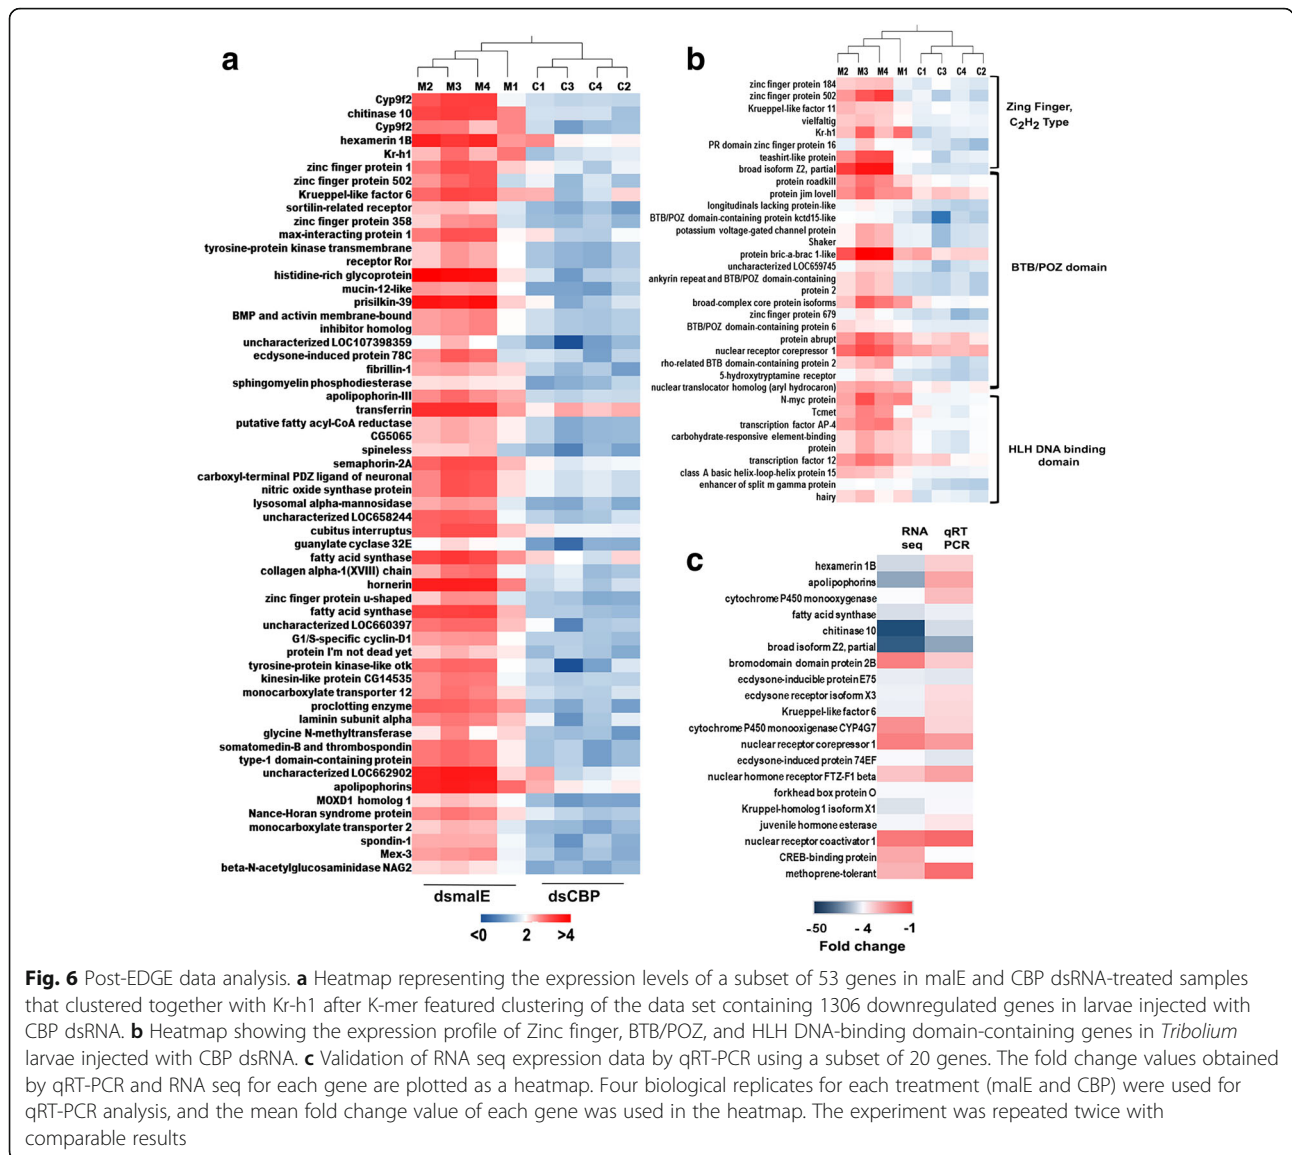 a
M2 M3 M4 M1 C1 C3 C4 C2
Cyp9f2
chitinase 10
Cyp9f2
hexamerin 1B
Kr-h1
zinc finger protein 1
zinc finger protein 502
Krueppel-like factor 6
sortilin-related receptor
zinc finger protein 358
max-interacting protein 1
tyrosine-protein kinase transmembrane
receptor Ror
histidine-rich glycoprotein
mucin-12-like
prisilkin-39
BMP and activin membrane-bound
inhibitor homolog
uncharacterized LOC107398359
ecdysone-induced protein 78C
fibrillin-1
sphingomyelin phosphodiesterase
apolipophorin-III
transferrin
putative fatty acyl-CoA reductase
CG5065
spineless
semaphorin-2A
carboxyl-terminal PDZ ligand of neuronal
nitric oxide synthase protein
lysosomal alpha-mannosidase
uncharacterized LOC658244
cubitus interruptus
guanylate cyclase 32E
fatty acid synthase
collagen alpha-1(XVIII) chain
hornerin
zinc finger protein u-shaped
fatty acid synthase
uncharacterized LOC660397
G1/S-specific cyclin-D1
protein I'm not dead yet
tyrosine-protein kinase-like otk
kinesin-like protein CG14535
monocarboxylate transporter 12
proclotting enzyme
laminin subunit alpha
glycine N-methyltransferase
somatomedin-B and thrombospondin
type-1 domain-containing protein
uncharacterized LOC662902
apolipophorins
MOXD1 homolog 1
Nance-Horan syndrome protein
monocarboxylate transporter 2
spondin-1
Mex-3
beta-N-acetylglucosaminidase NAG2
dsmalE dsCBP
<0 2 >4
b
M2 M3 M4 M1 C1 C3 C4 C2
zinc finger protein 184
zinc finger protein 502
Krueppel-like factor 11
vielfaltig
Kr-h1
PR domain zinc finger protein 16
teashirt-like protein
broad isoform Z2, partial
protein roadkill
protein jim lovell
longitudinals lacking protein-like
BTB/POZ domain-containing protein kctd15-like
potassium voltage-gated channel protein
Shaker
protein bric-a-brac 1-like
uncharacterized LOC659745
ankyrin repeat and BTB/POZ domain-containing
protein 2
broad-complex core protein isoforms
zinc finger protein 679
BTB/POZ domain-containing protein 6
protein abrupt
nuclear receptor corepressor 1
rho-related BTB domain-containing protein 2
5-hydroxytryptamine receptor
nuclear translocator homolog (aryl hydrocaron)
N-myc protein
Tcmet
transcription factor AP-4
carbohydrate-responsive element-binding
protein
transcription factor 12
class A basic helix-loop-helix protein 15
enhancer of split m gamma protein
hairy
Zing Finger,
C2H2 Type
BTB/POZ domain
HLH DNA binding
domain
c
RNA qRT
seq PCR
hexamerin 1B
apolipophorins
cytochrome P450 monooxygenase
fatty acid synthase
chitinase 10
broad isoform Z2, partial
bromodomain domain protein 2B
ecdysone-inducible protein E75
ecdysone receptor isoform X3
Krueppel-like factor 6
cytochrome P450 monooxigenase CYP4G7
nuclear receptor corepressor 1
ecdysone-induced protein 74EF
nuclear hormone receptor FTZ-F1 beta
forkhead box protein O
Kruppel-homolog 1 isoform X1
juvenile hormone esterase
nuclear receptor coactivator 1
CREB-binding protein
methoprene-tolerant
-50 -4 -1
Fold change
Fig. 6 Post-EDGE data analysis. a Heatmap representing the expression levels of a subset of 53 genes in malE and CBP dsRNA-treated samples
that clustered together with Kr-h1 after K-mer featured clustering of the data set containing 1306 downregulated genes in larvae injected with
CBP dsRNA. b Heatmap showing the expression profile of Zinc finger, BTB/POZ, and HLH DNA-binding domain-containing genes in Tribolium
larvae injected with CBP dsRNA. c Validation of RNA seq expression data by qRT-PCR using a subset of 20 genes. The fold change values obtained
by qRT-PCR and RNA seq for each gene are plotted as a heatmap. Four biological replicates for each treatment (malE and CBP) were used for
qRT-PCR analysis, and the mean fold change value of each gene was used in the heatmap. The experiment was repeated twice with
comparable results